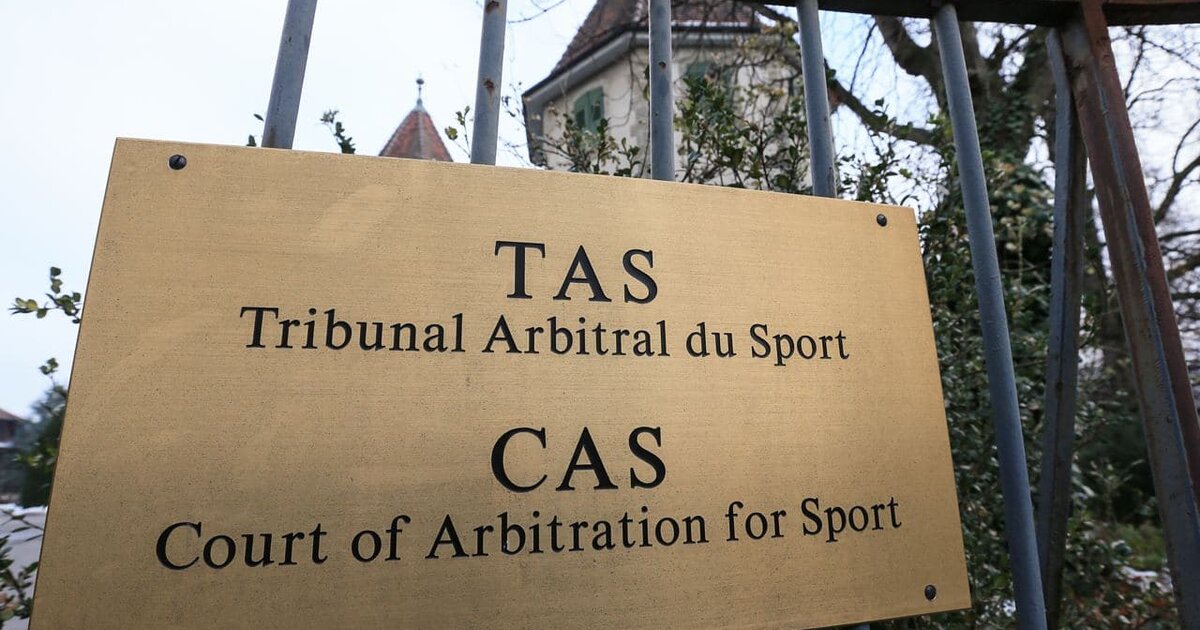 TAS
Tribunal Arbitral du Sport
CAS
Court of Arbitration for Sport